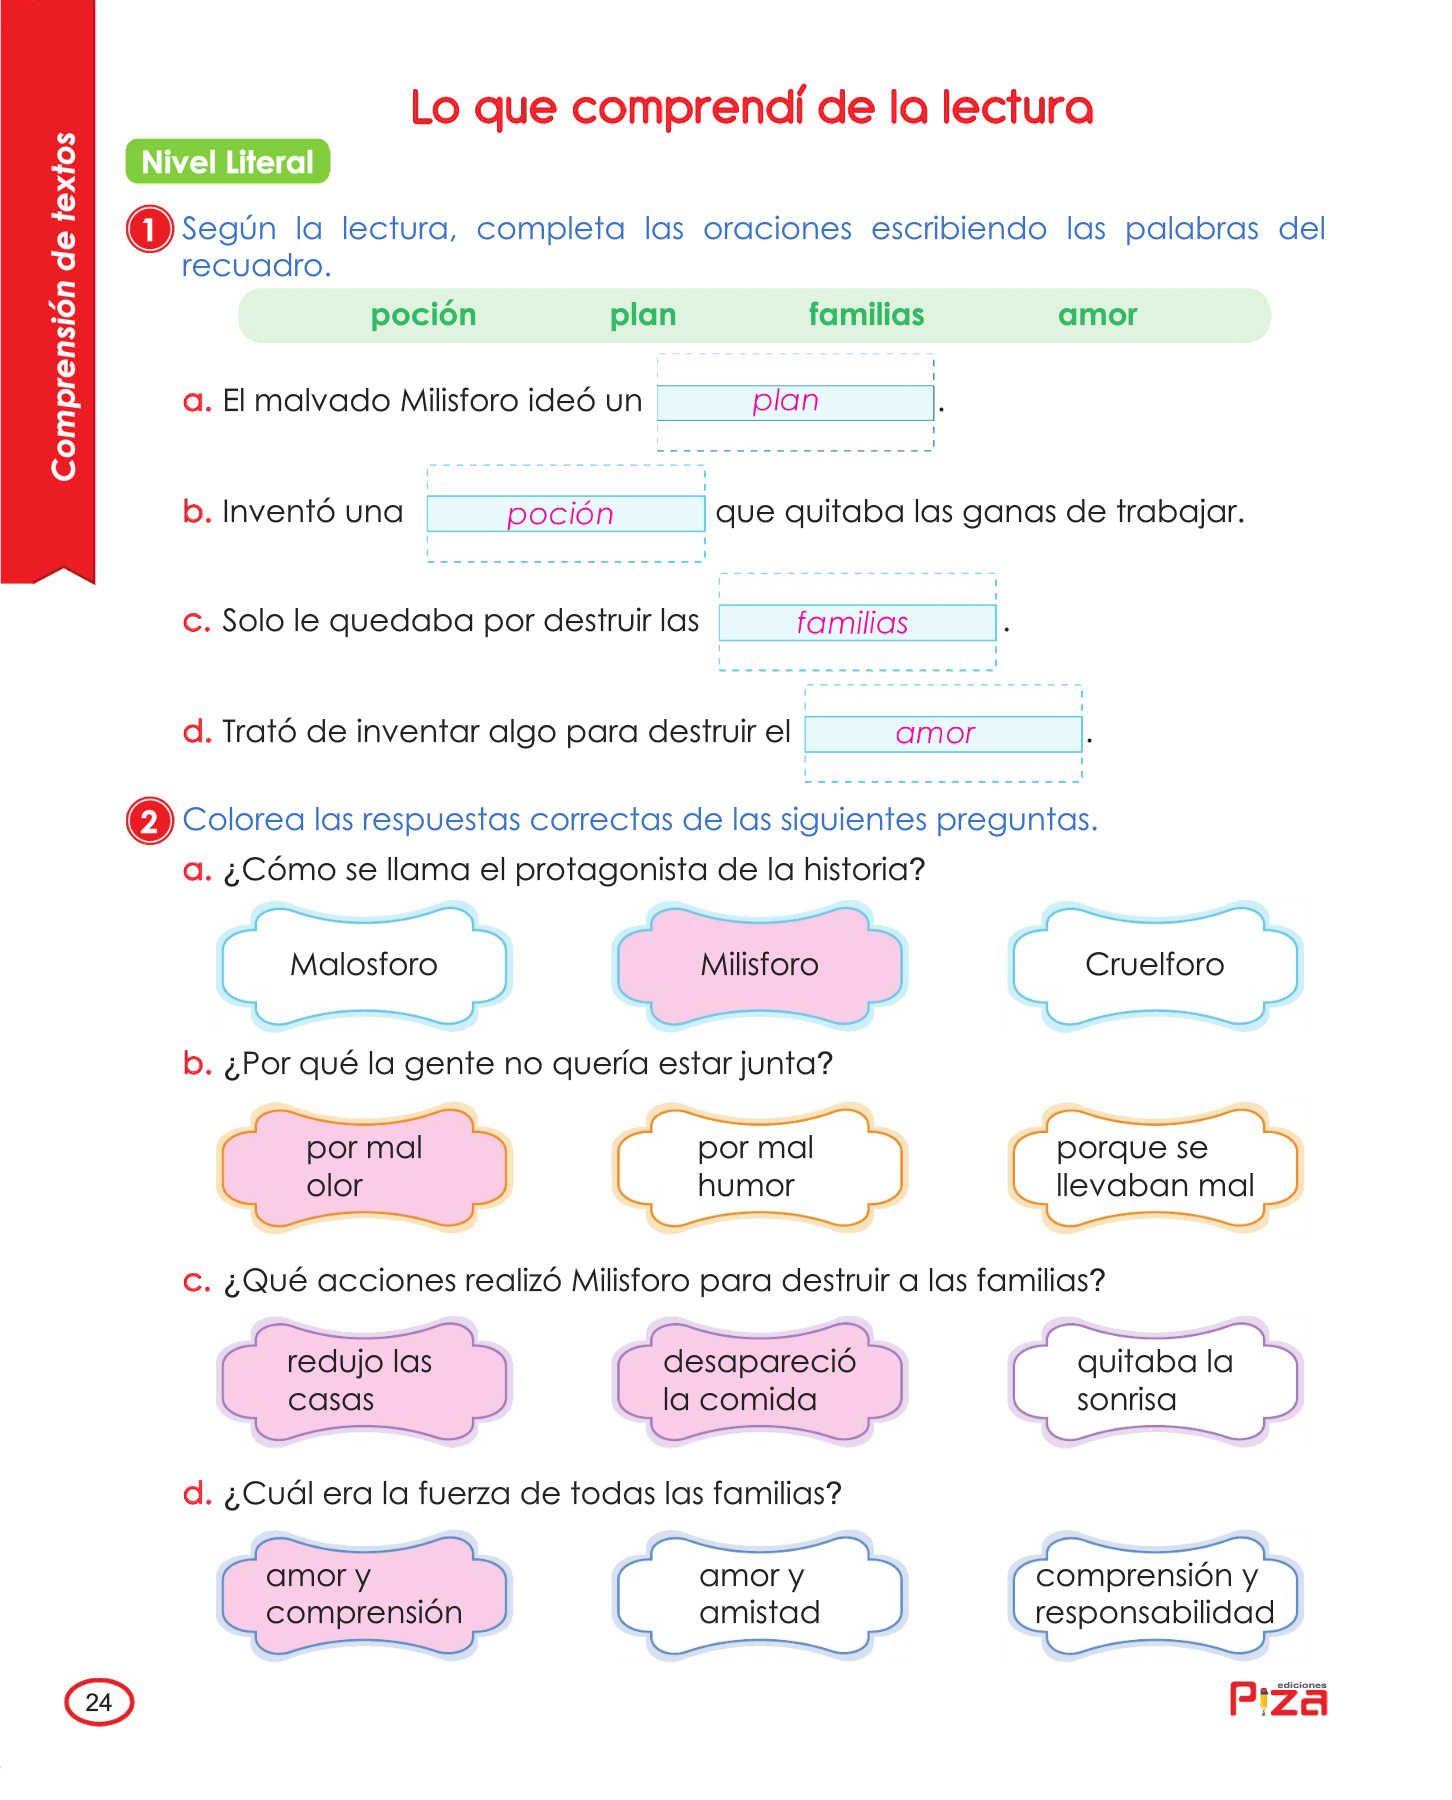 Comprensión de textos
Lo que comprendí de la lectura
Nivel Literal
1 Según la lectura, completa las oraciones escribiendo las palabras del
recuadro.
poción plan familias amor
a. El malvado Milisforo ideó un plan.
b. Inventó una poción que quitaba las ganas de trabajar.
c. Solo le quedaba por destruir las familias.
d. Trató de inventar algo para destruir el amor.
2 Colorea las respuestas correctas de las siguientes preguntas.
a. ¿Cómo se llama el protagonista de la historia?
Malosforo Milisforo Cruelforo
b. ¿Por qué la gente no quería estar junta?
por mal
olor
por mal
humor
porque se
llevaban mal
c. ¿Qué acciones realizó Milisforo para destruir a las familias?
redujo las
casas
desapareció
la comida
quitaba la
sonrisa
d. ¿Cuál era la fuerza de todas las familias?
amor y
comprensión
amor y
amistad
comprensión y
responsabilidad
24
ediciones
Piza